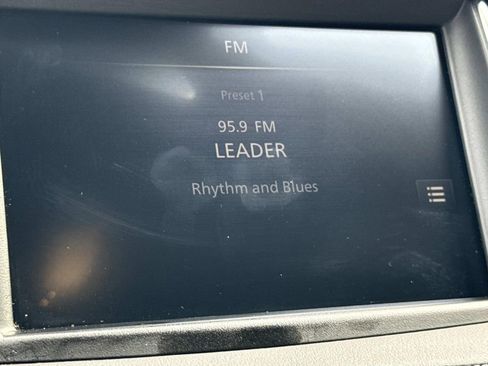 FM
Preset 1
95.9 FM
LEADER
Rhythm and Blues